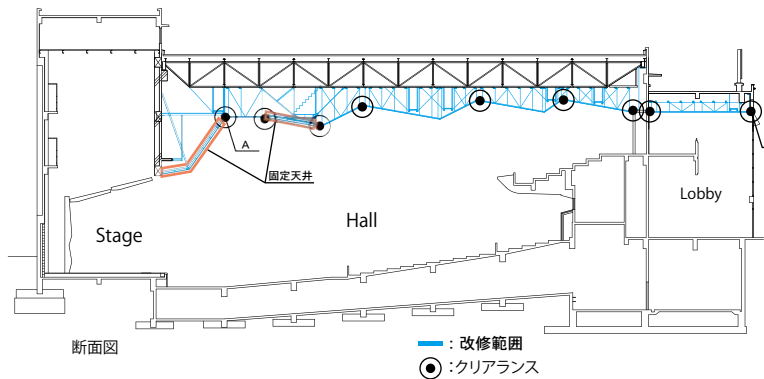 A
固定天井
Hall
Stage
Lobby
断面図
: 改修範囲
:クリアランス